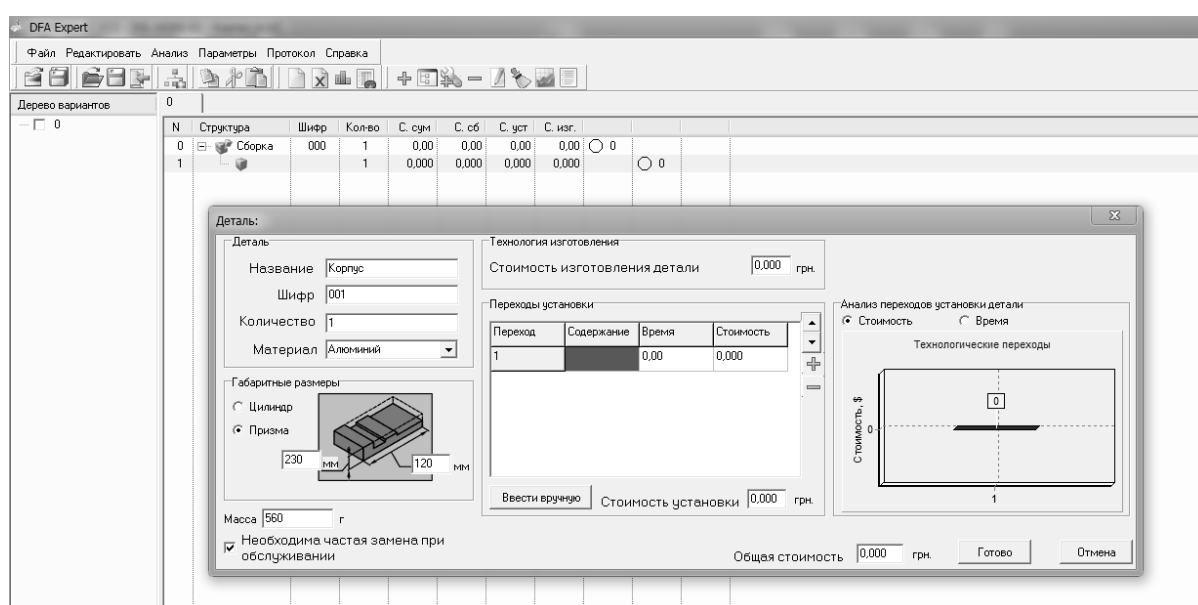 DFA Expert
Файл Редактировать Анализ Параметры Протокол Справка
Дерево вариантов
0
0
N Структура Шифр Кол-во С. сум С. сб С. уст С. изг.
0 Сборка 000 1 0,00 0,00 0,00 0,00 0
1 1 0,000 0,000 0,000 0,000 0
Деталь:
Деталь
Название Корпус
Шифр 001
Количество 1
Материал Алюминий
Габаритные размеры
Цилиндр
Призма
230 мм 120 мм
Масса 560 г
Необходима частая замена при
обслуживании
Технология изготовления
Стоимость изготовления детали 0,000 грн.
Переходы установки
Переход Содержание Время Стоимость
1 0,00 0,000
Ввести вручную Стоимость установки 0,000 грн.
Анализ переходов установки детали
Стоимость Время
Технологические переходы
Стоимость, $
0
0
1
Общая стоимость 0,000 грн. Готово Отмена